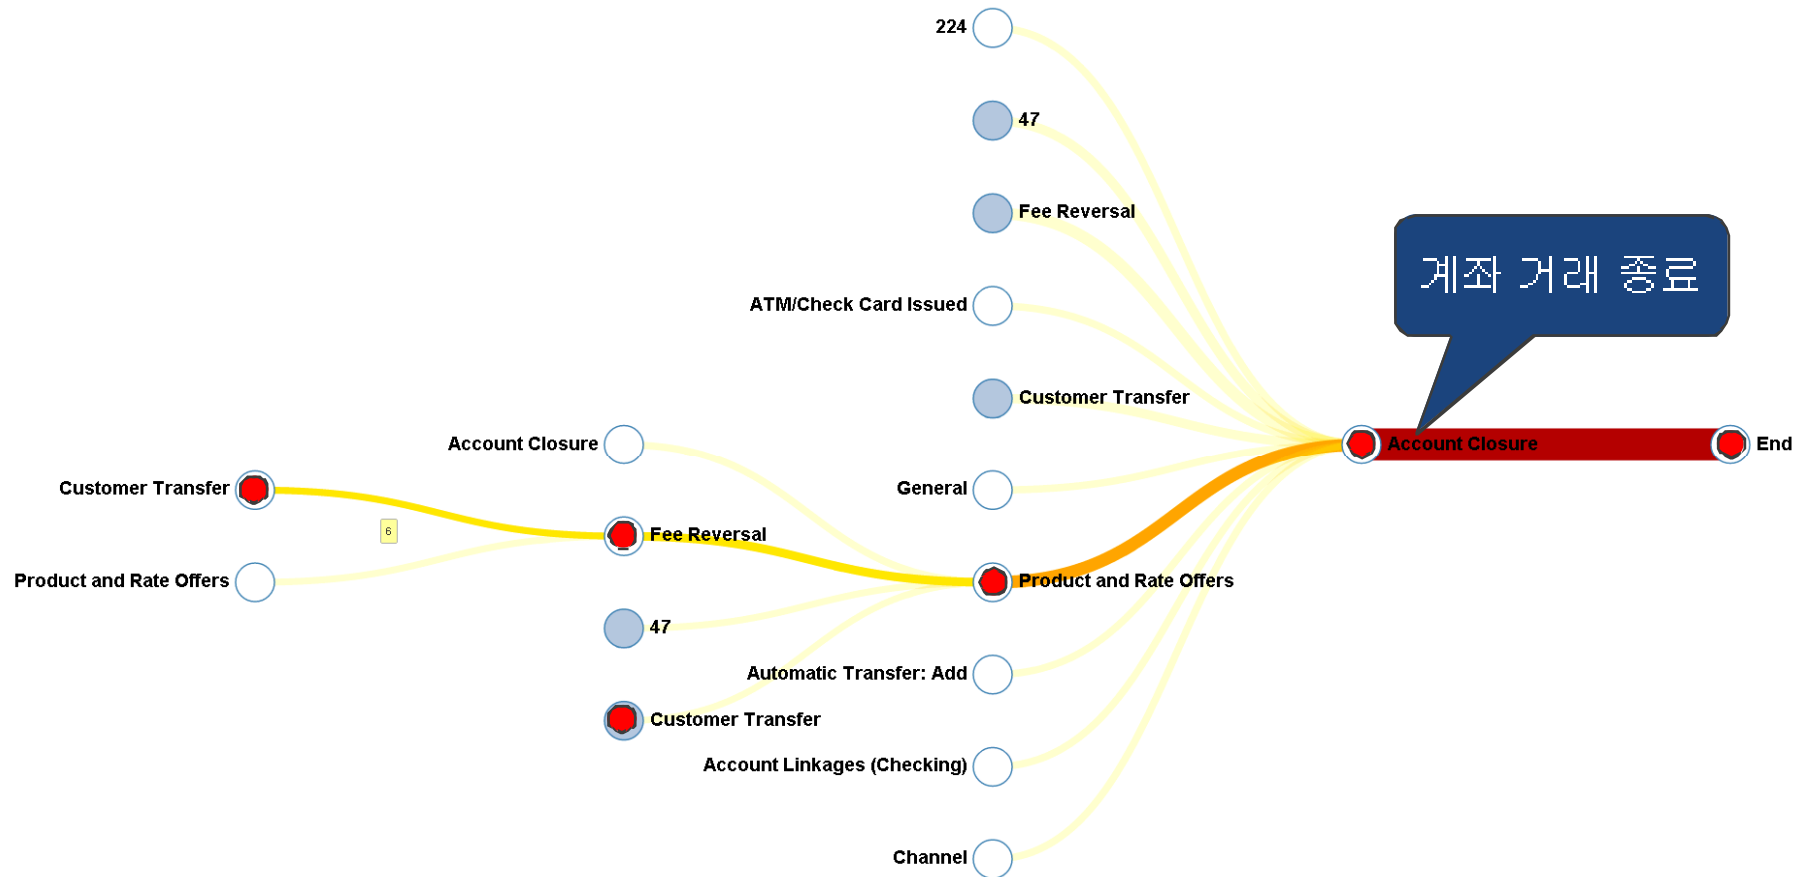 224
47
Fee Reversal
계좌 거래 종료
ATM/Check Card Issued
Customer Transfer
Account Closure
Account Closure
End
Customer Transfer
General
6
Fee Reversal
Product and Rate Offers
Product and Rate Offers
47
Automatic Transfer: Add
Customer Transfer
Account Linkages (Checking)
Channel